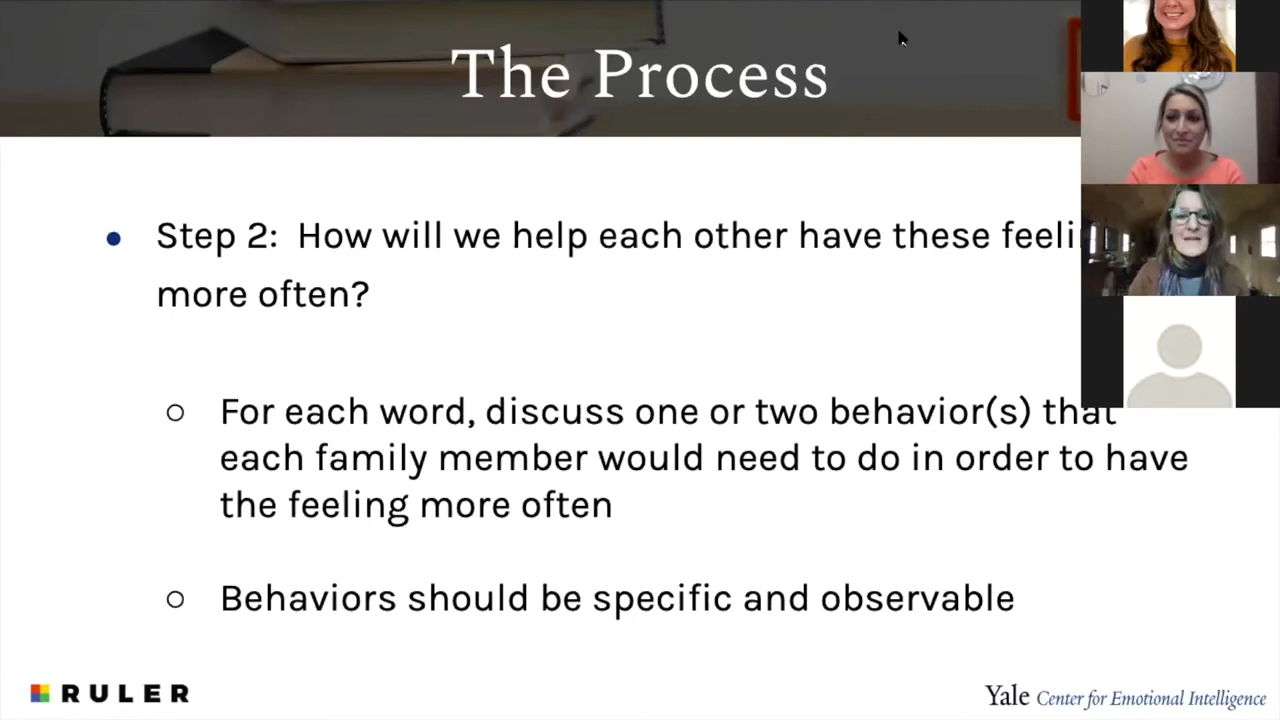 The Process
Step 2: How will we help each other have these
more often?
For each word, discuss one or two behavior(s) that
each family member would need to do in order to have
the feeling more often
Behaviors should be specific and observable
RULER
Yale Center for Emotional Intelligence